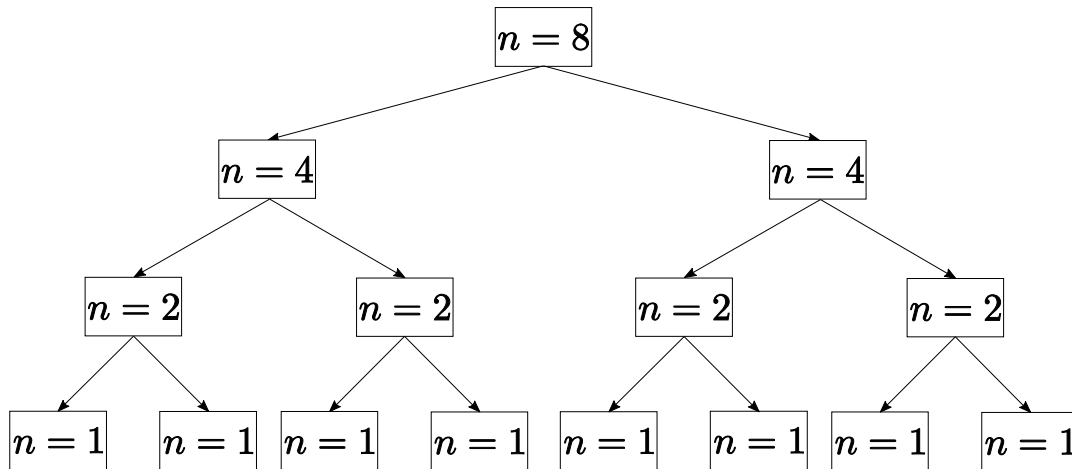 n = 8
n = 4
n = 4
n = 2
n = 2
n = 2
n = 2
n = 1
n = 1
n = 1
n = 1
n = 1
n = 1
n = 1
n = 1